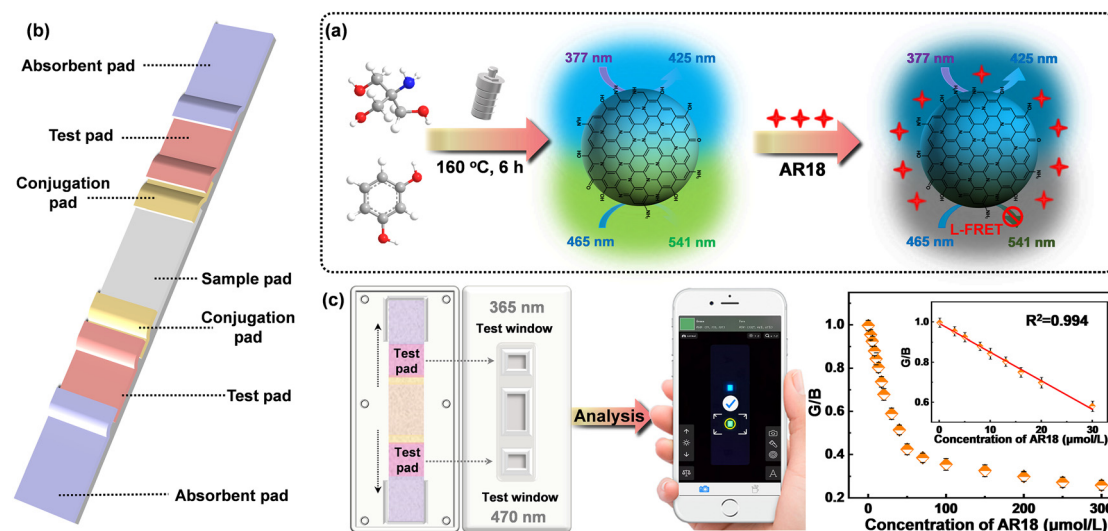 (b)
Absorbent pad
Test pad
Conjugation
pad
Sample pad
Conjugation
pad
Test pad
Absorbent pad
(a)
160 °C, 6 h
377 nm
425 nm
465 nm
541 nm
AR18
377 nm
425 nm
L-FRET
465 nm
541 nm
(c)
Test
pad
Test
pad
365 nm
Test window
Test window
470 nm
Analysis
G/B
1.0
0.8
0.6
0.4
0.2
0
50
100
150
200
250
300
Concentration of AR18 (μmol/L)
R²=0.994
G/B
1.0
0.8
0.6
0
10
20
30
Concentration of AR18 (μmol/L)